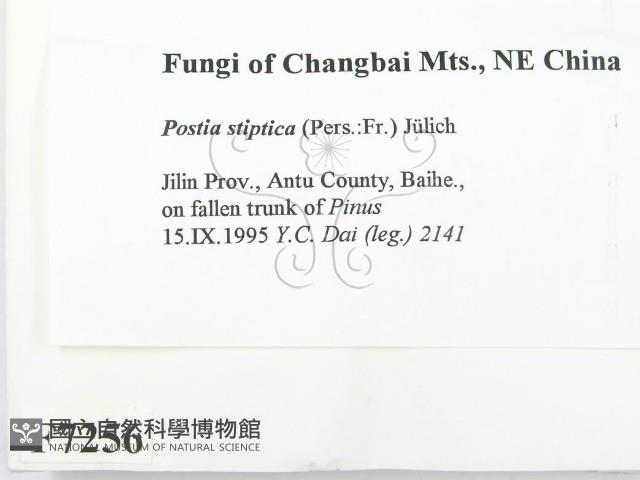 Fungi of Changbai Mts., NE China
Postia stiptica (Pers.:Fr.) Jülich
Jilin Prov., Antu County, Baihe.,
on fallen trunk of Pinus
15.IX.1995 Y.C. Dai (leg.) 2141
F7256
國立自然科學博物館
NATIONAL MUSEUM OF NATURAL SCIENCE